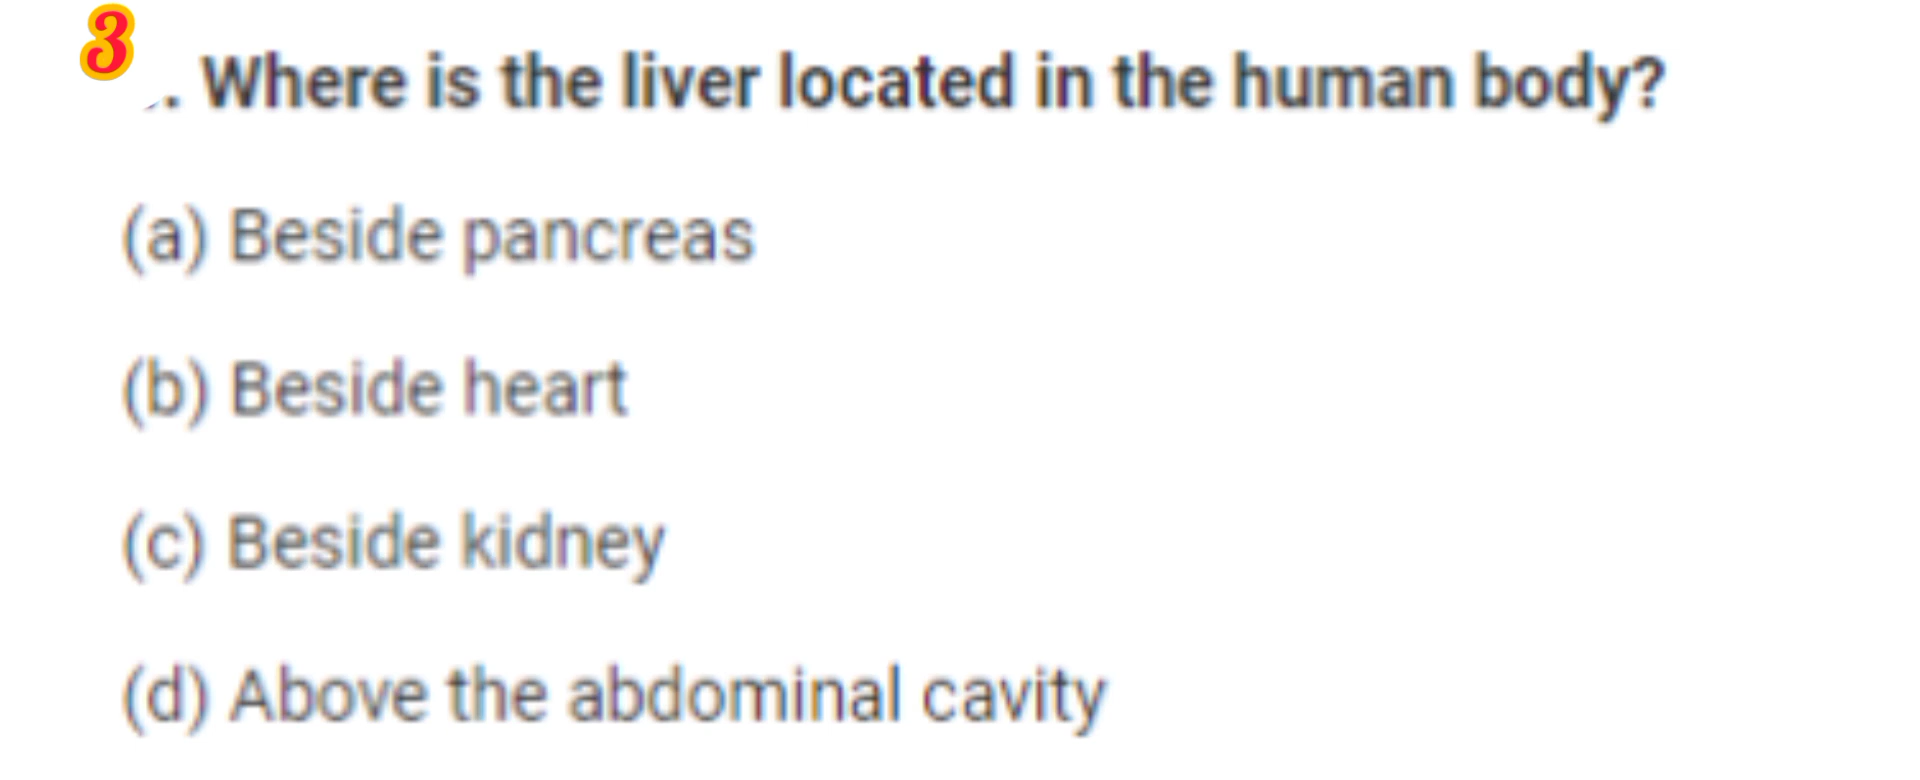 3. Where is the liver located in the human body?
(a) Beside pancreas
(b) Beside heart
(c) Beside kidney
(d) Above the abdominal cavity